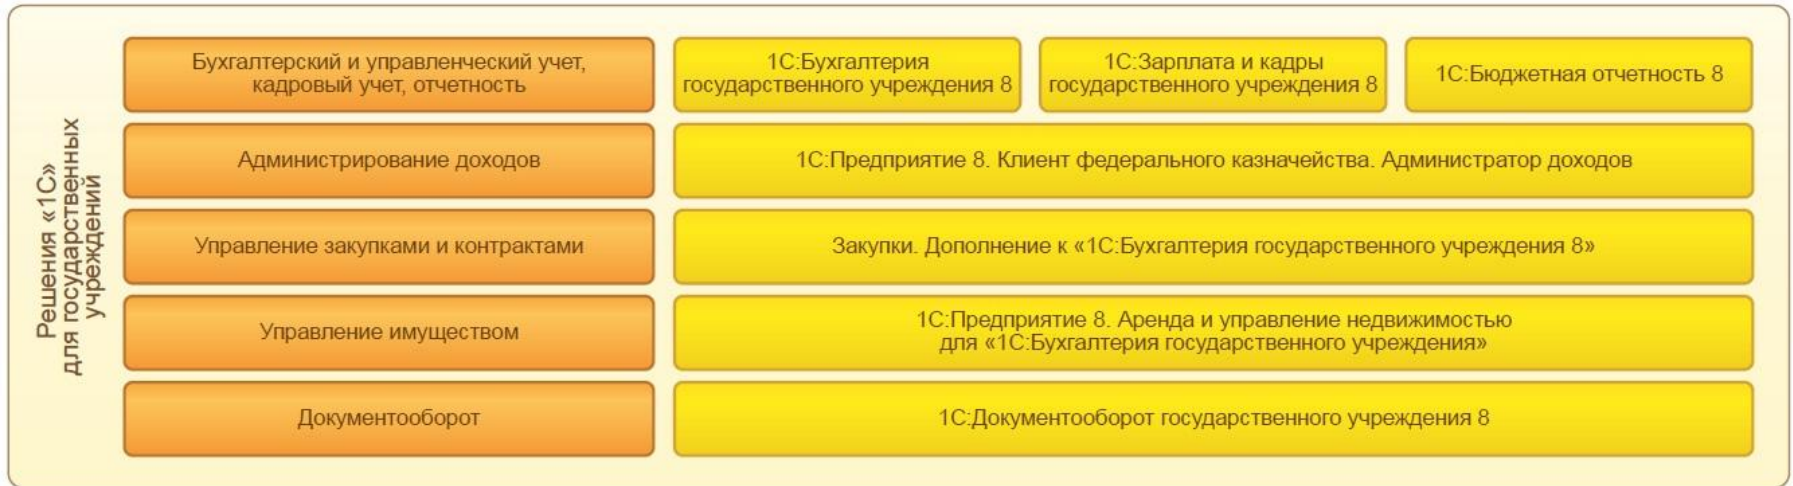 Решения «1С»
для государственных
учреждений
Бухгалтерский и управленческий учет,
кадровый учет, отчетность
1С:Бухгалтерия
государственного учреждения 8
1С:Зарплата и кадры
государственного учреждения 8
1С:Бюджетная отчетность 8
Администрирование доходов
1С:Предприятие 8. Клиент федерального казначейства. Администратор доходов
Управление закупками и контрактами
Закупки. Дополнение к «1С:Бухгалтерия государственного учреждения 8»
Управление имуществом
1С:Предприятие 8. Аренда и управление недвижимостью
для «1С:Бухгалтерия государственного учреждения»
Документооборот
1С:Документооборот государственного учреждения 8